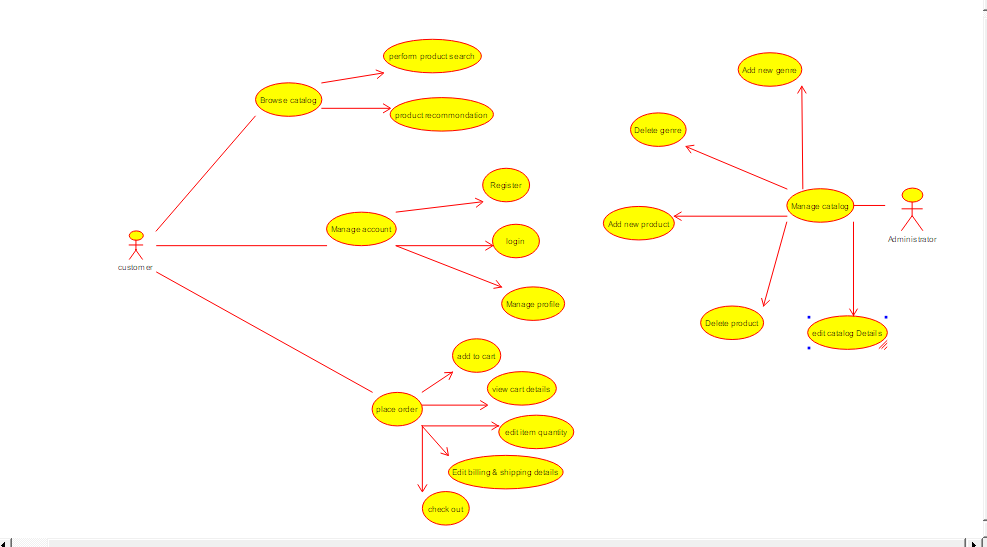 perform product search
Browse catalog
product recommondation
Register
Manage account
login
customer
Manage profile
add to cart
view cart details
place order
edit item quantity
Edit billing & shipping details
check out
Add new genre
Delete genre
Manage catalog
Add new product
Administrator
Delete product
edit catalog Details